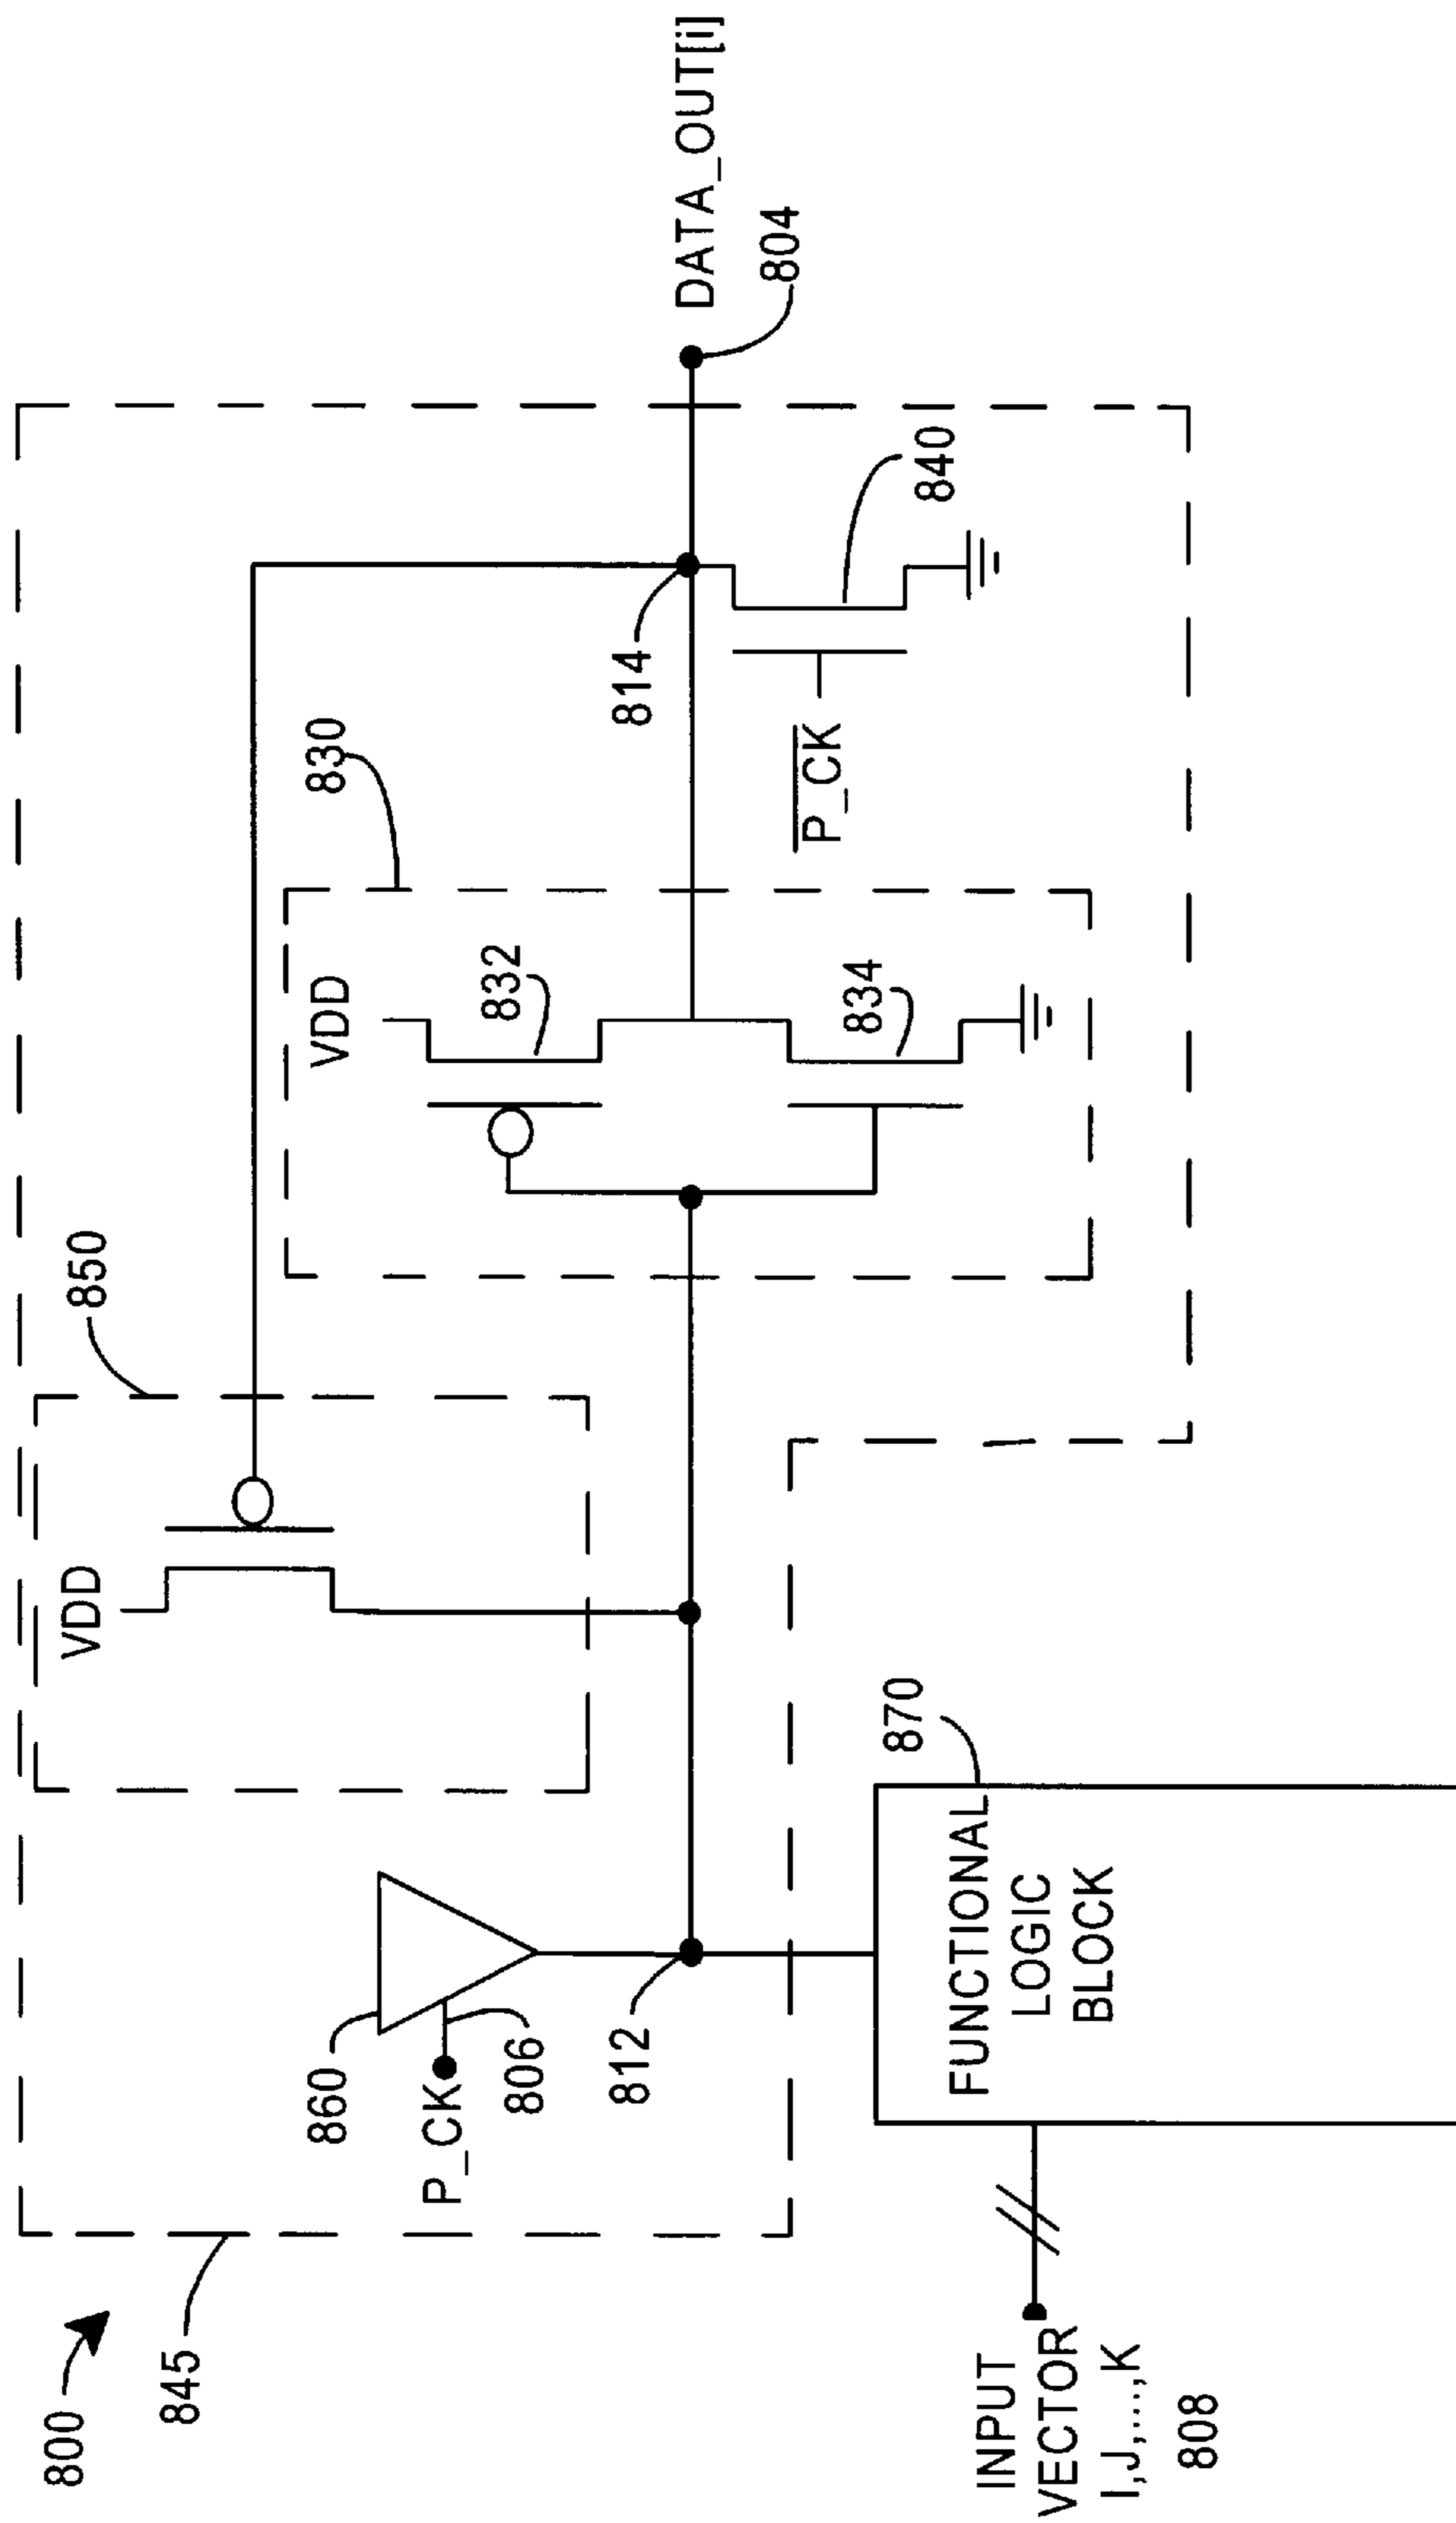 800
845
850
VDD
830
VDD
832
834
814
P_CK
840
DATA_OUT[i]
804
860
P_CK
806
812
870
FUNCTIONAL
LOGIC
BLOCK
INPUT
VECTOR
I,J,...,K
808